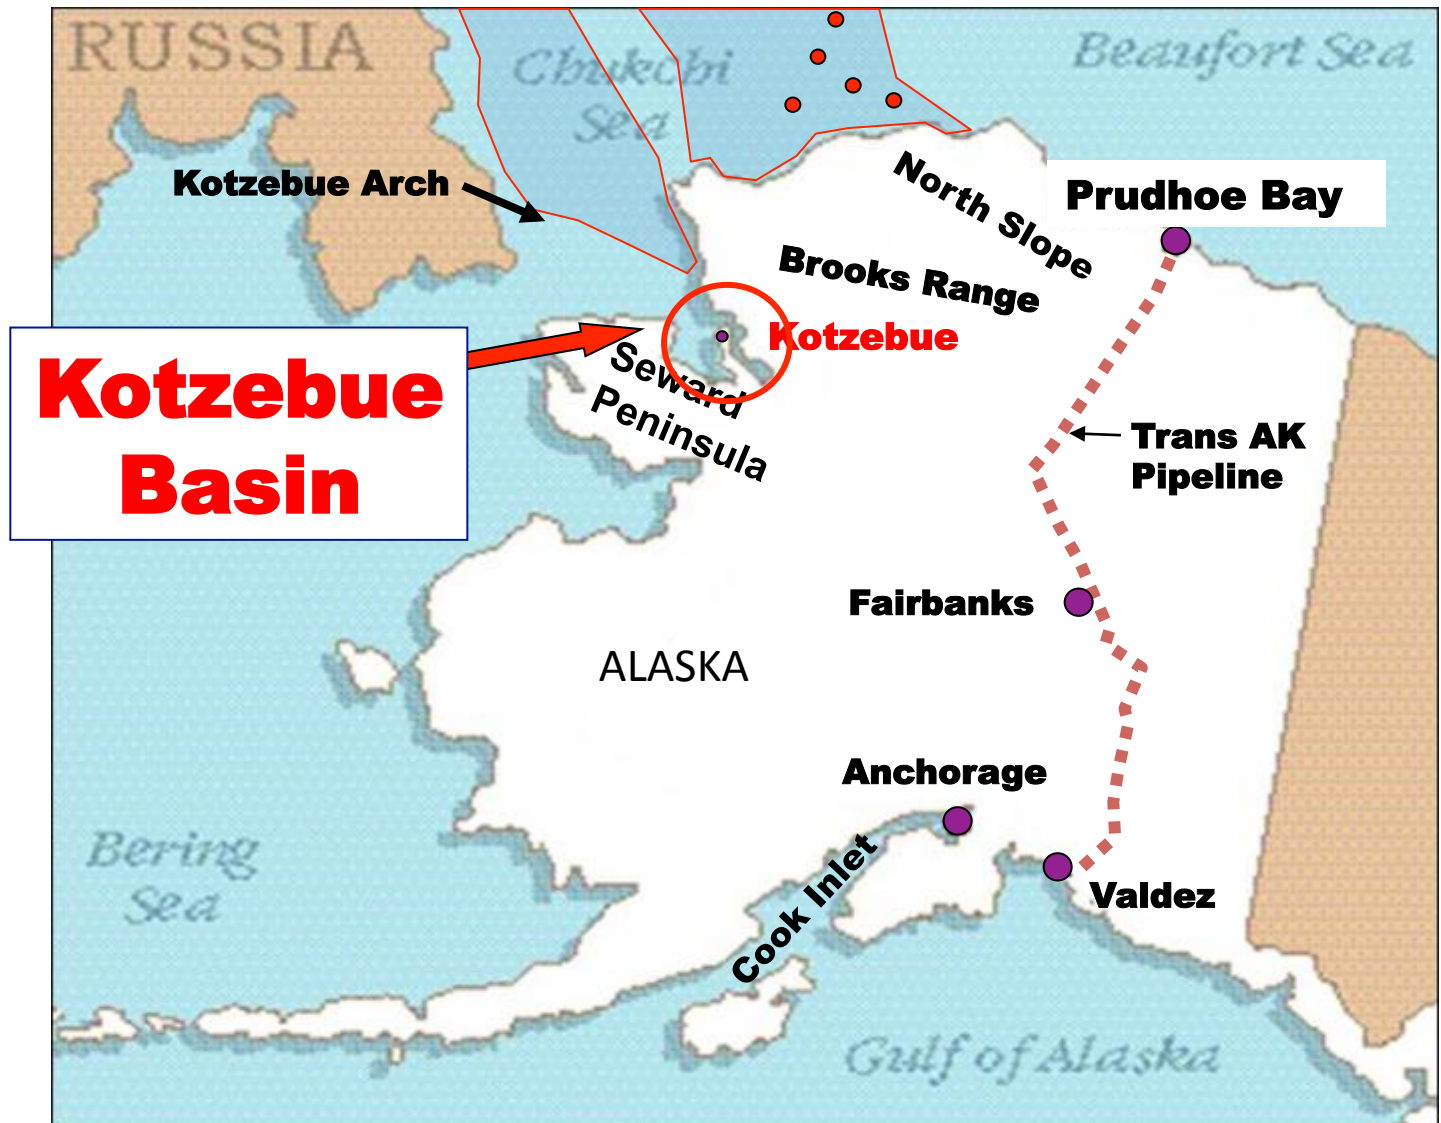 RUSSIA
Chukchi
Sea
Beaufort Sea
Kotzebue Arch
North Slope
Prudhoe Bay
Brooks Range
Kotzebue
Kotzebue
Basin
Seward
Peninsula
Trans AK
Pipeline
Fairbanks
ALASKA
Anchorage
Bering
Sea
Cook Inlet
Valdez
Gulf of Alaska